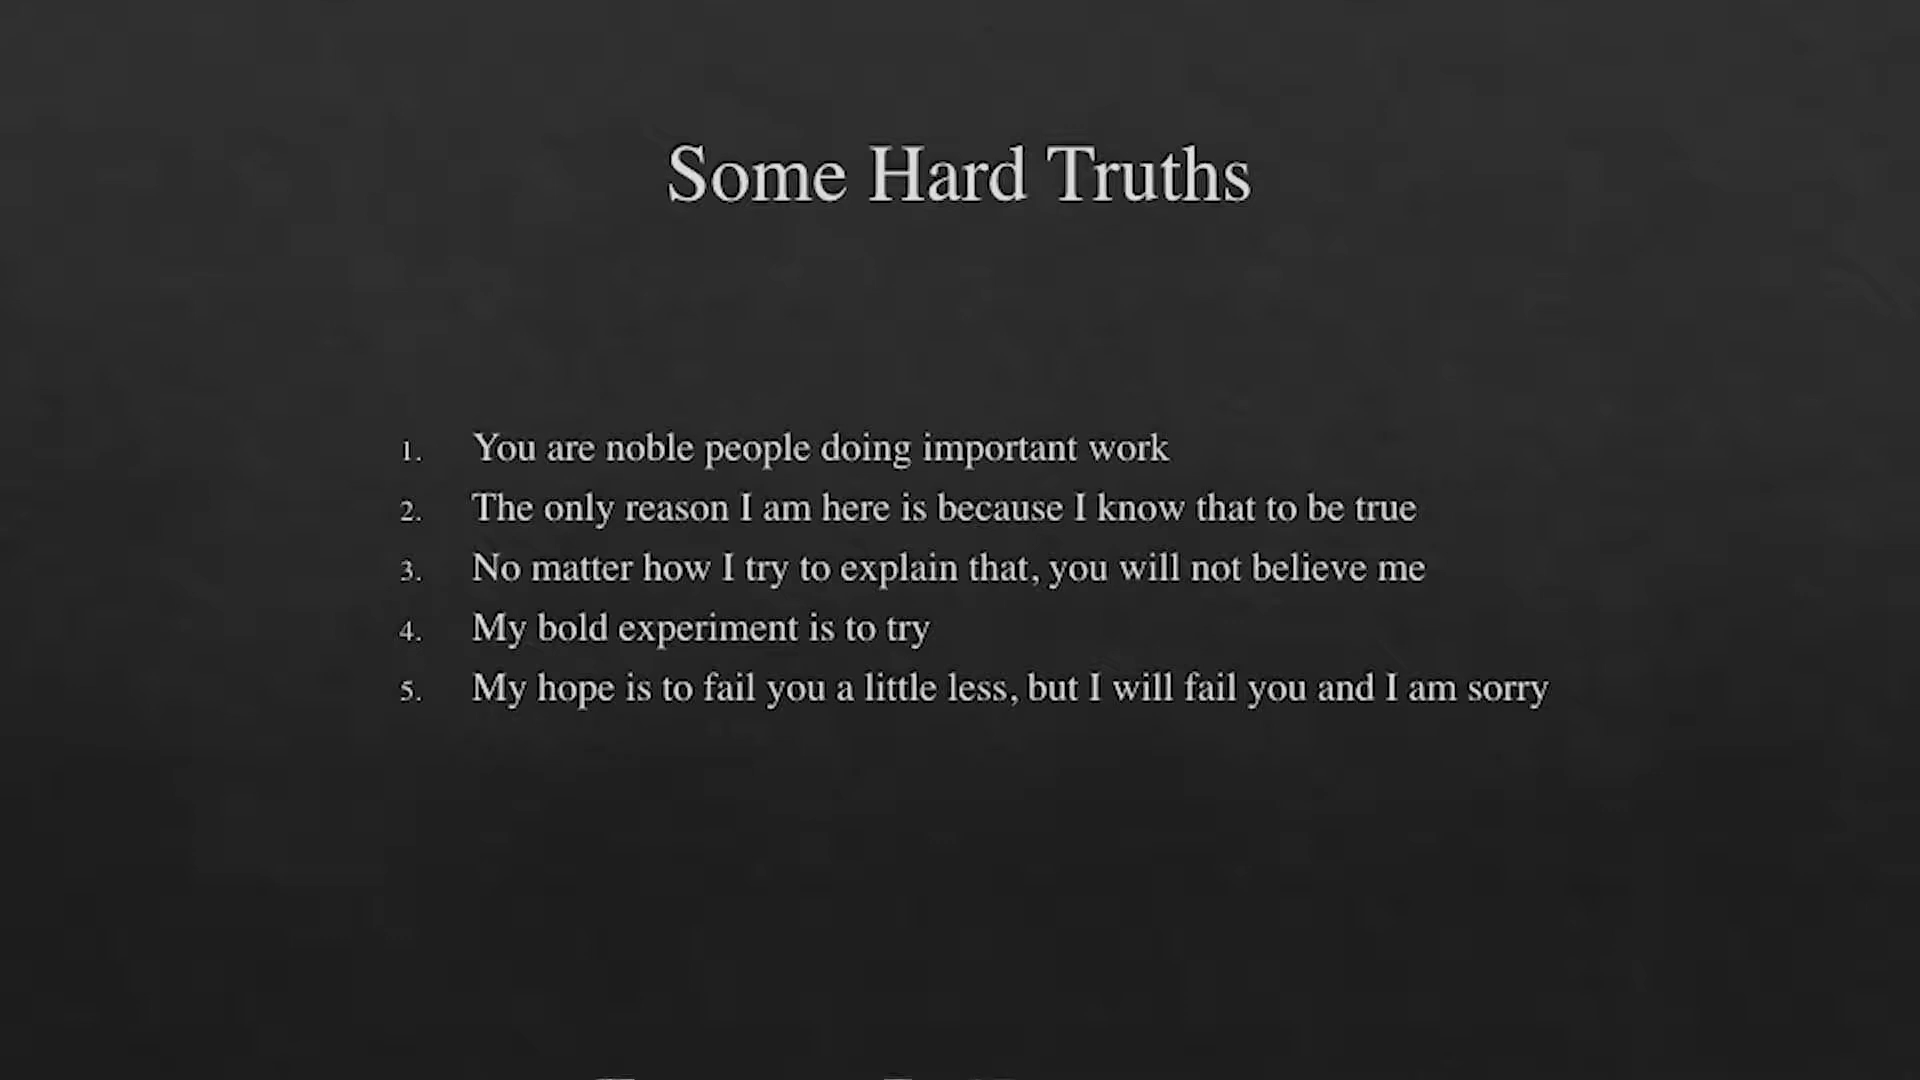 Some Hard Truths
1. You are noble people doing important work
2. The only reason I am here is because I know that to be true
3. No matter how I try to explain that, you will not believe me
4. My bold experiment is to try
5. My hope is to fail you a little less, but I will fail you and I am sorry